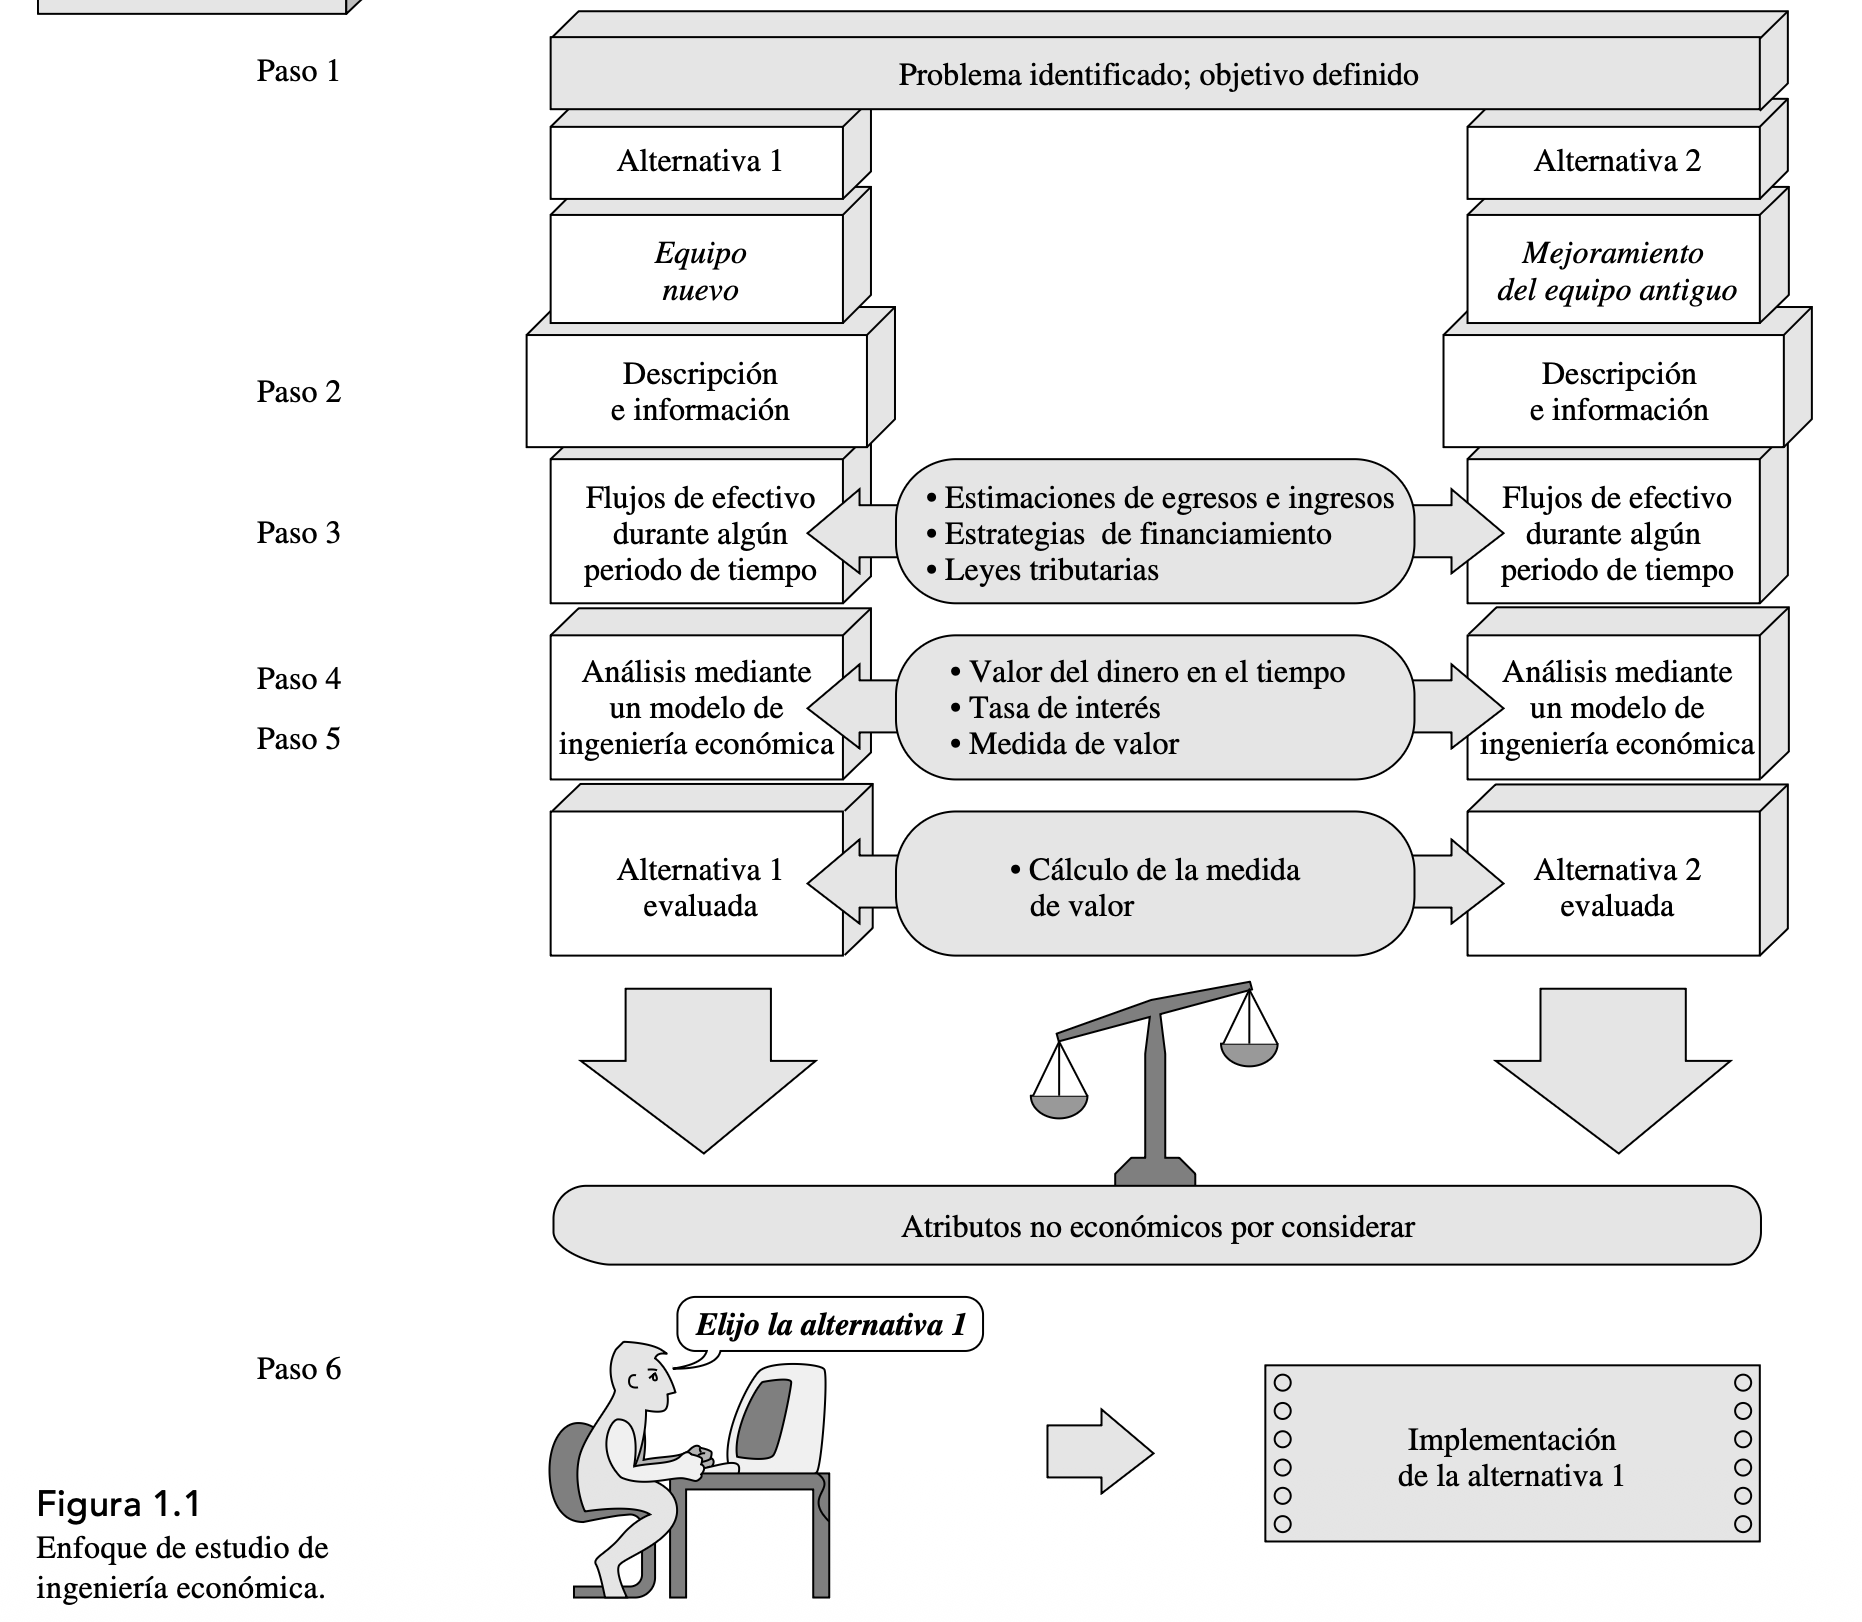 Paso 1
Problema identificado; objetivo definido
Alternativa 1
Alternativa 2
Equipo
nuevo
Mejoramiento
del equipo antiguo
Paso 2
Descripción
e información
Descripción
e información
Paso 3
Flujos de efectivo
durante algún
periodo de tiempo
• Estimaciones de egresos e ingresos
• Estrategias de financiamiento
• Leyes tributarias
Flujos de efectivo
durante algún
periodo de tiempo
Paso 4
Paso 5
Análisis mediante
un modelo de
ingeniería económica
• Valor del dinero en el tiempo
• Tasa de interés
• Medida de valor
Análisis mediante
un modelo de
ingeniería económica
Alternativa 1
evaluada
• Cálculo de la medida
de valor
Alternativa 2
evaluada
Atributos no económicos por considerar
Elijo la alternativa 1
Paso 6
Implementación
de la alternativa 1
Figura 1.1
Enfoque de estudio de
ingeniería económica.